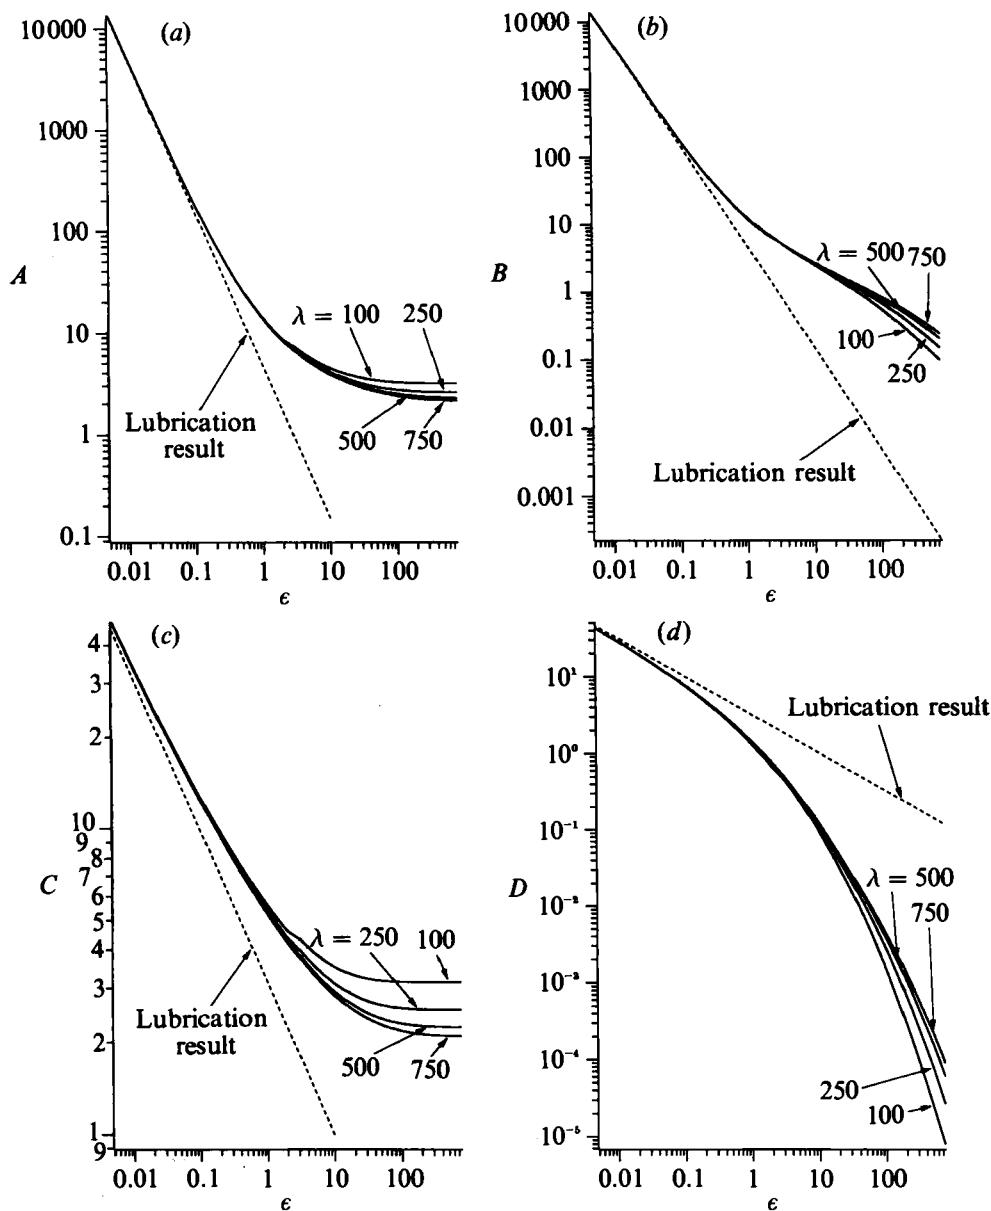 (a)
10000
1000
100
10
1
0.1
A
λ = 100
250
500
750
Lubrication
result
0.01 0.1 1 10 100
ϵ
(b)
10000
1000
100
10
1
0.1
0.01
0.001
B
λ = 500
750
100
250
Lubrication result
0.01 0.1 1 10 100
ϵ
(c)
4
3
2
10
9
8
7
6
5
4
3
2
1
9
C
λ = 250
100
500
750
Lubrication
result
0.01 0.1 1 10 100
ϵ
(d)
10¹
10⁰
10⁻¹
10⁻²
10⁻³
10⁻⁴
10⁻⁵
D
Lubrication result
λ = 500
750
250
100
0.01 0.1 1 10 100
ϵ